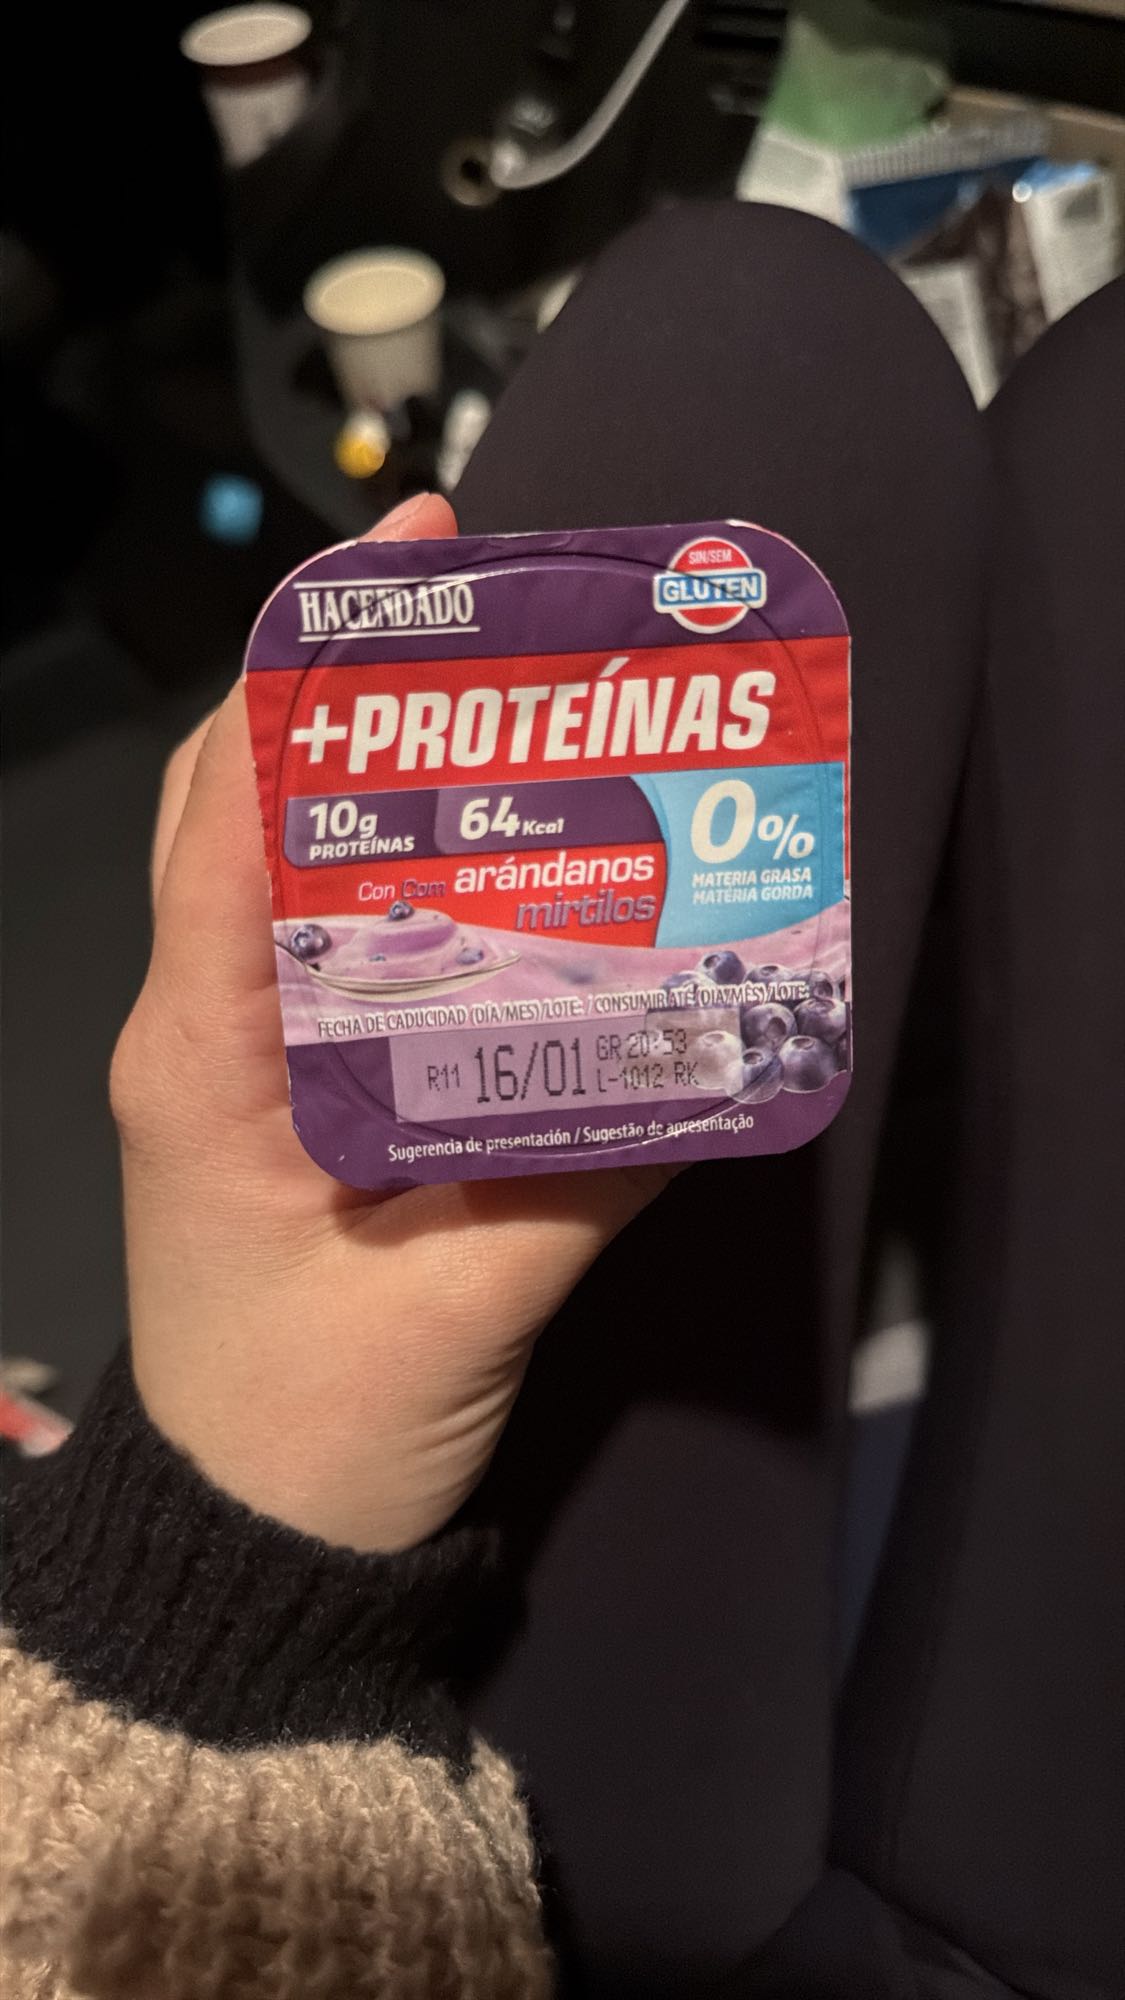 HACENDADO
SIN/SEM
GLUTEN
+PROTEÍNAS
10g
PROTEÍNAS
64Kcal
0%
MATERIA GRASA
MATÉRIA GORDA
Con Com arándanos
mirtilos
FECHA DE CADUCIDAD (DÍA/MES)/LOTE: / CONSUMIR ATÉ (DIA/MÊS)/LOTE:
R11 16/01 GR 20:53
L-1012 RK
Sugerencia de presentación / Sugestão de apresentação